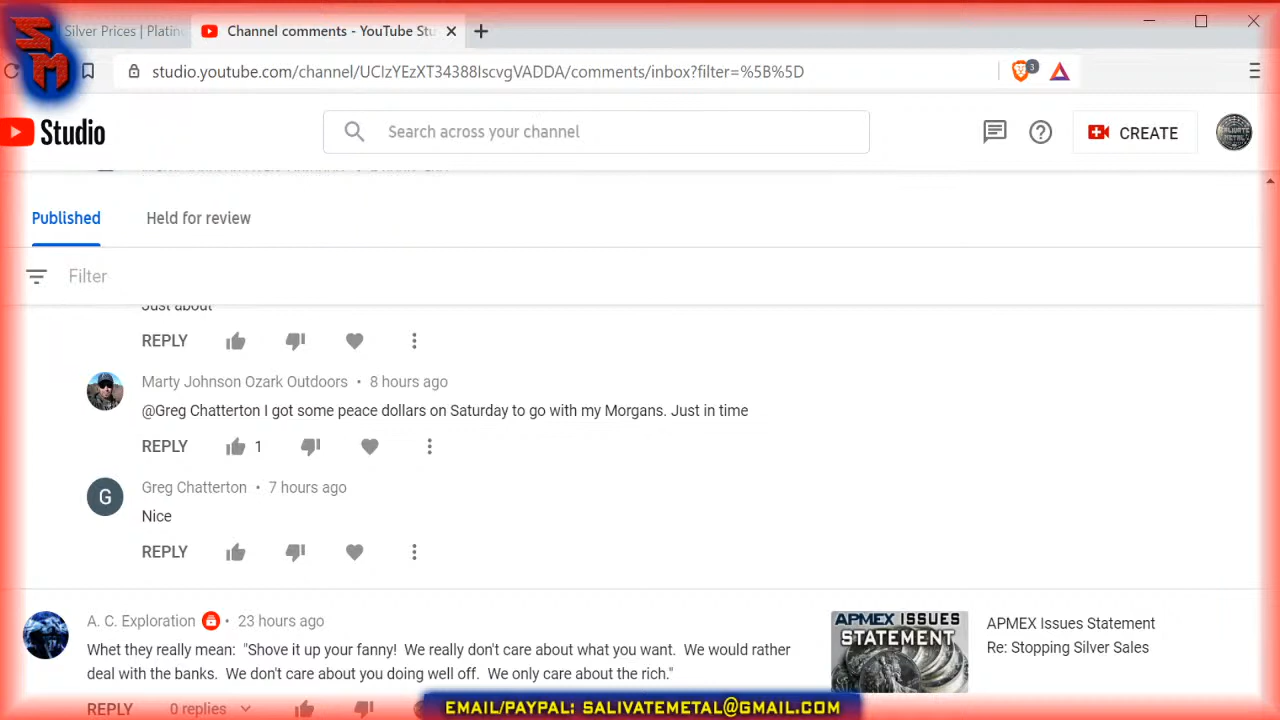 SM
Silver Prices | Platin
Channel comments - YouTube Stu
studio.youtube.com/channel/UCIzYEzXT34388IscvgVADDA/comments/inbox?filter=%5B%5D
3
Studio
Search across your channel
CREATE
SALIVATE
METAL
Published
Held for review
Filter
Just about
REPLY
Marty Johnson Ozark Outdoors • 8 hours ago
@Greg Chatterton I got some peace dollars on Saturday to go with my Morgans. Just in time
REPLY 1
G
Greg Chatterton • 7 hours ago
Nice
REPLY
A. C. Exploration • 23 hours ago
Whet they really mean: "Shove it up your fanny! We really don't care about what you want. We would rather
deal with the banks. We don't care about you doing well off. We only care about the rich."
REPLY 0 replies
APMEX ISSUES
STATEMENT
APMEX Issues Statement
Re: Stopping Silver Sales
EMAIL/PAYPAL: SALIVATEMETAL@GMAIL.COM